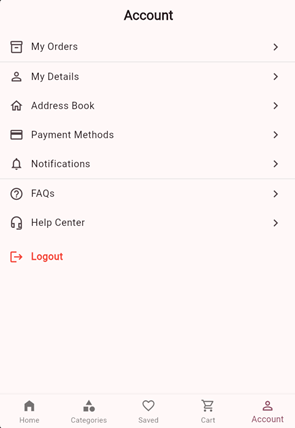 Account
My Orders
My Details
Address Book
Payment Methods
Notifications
FAQs
Help Center
Logout
Home
Categories
Saved
Cart
Account